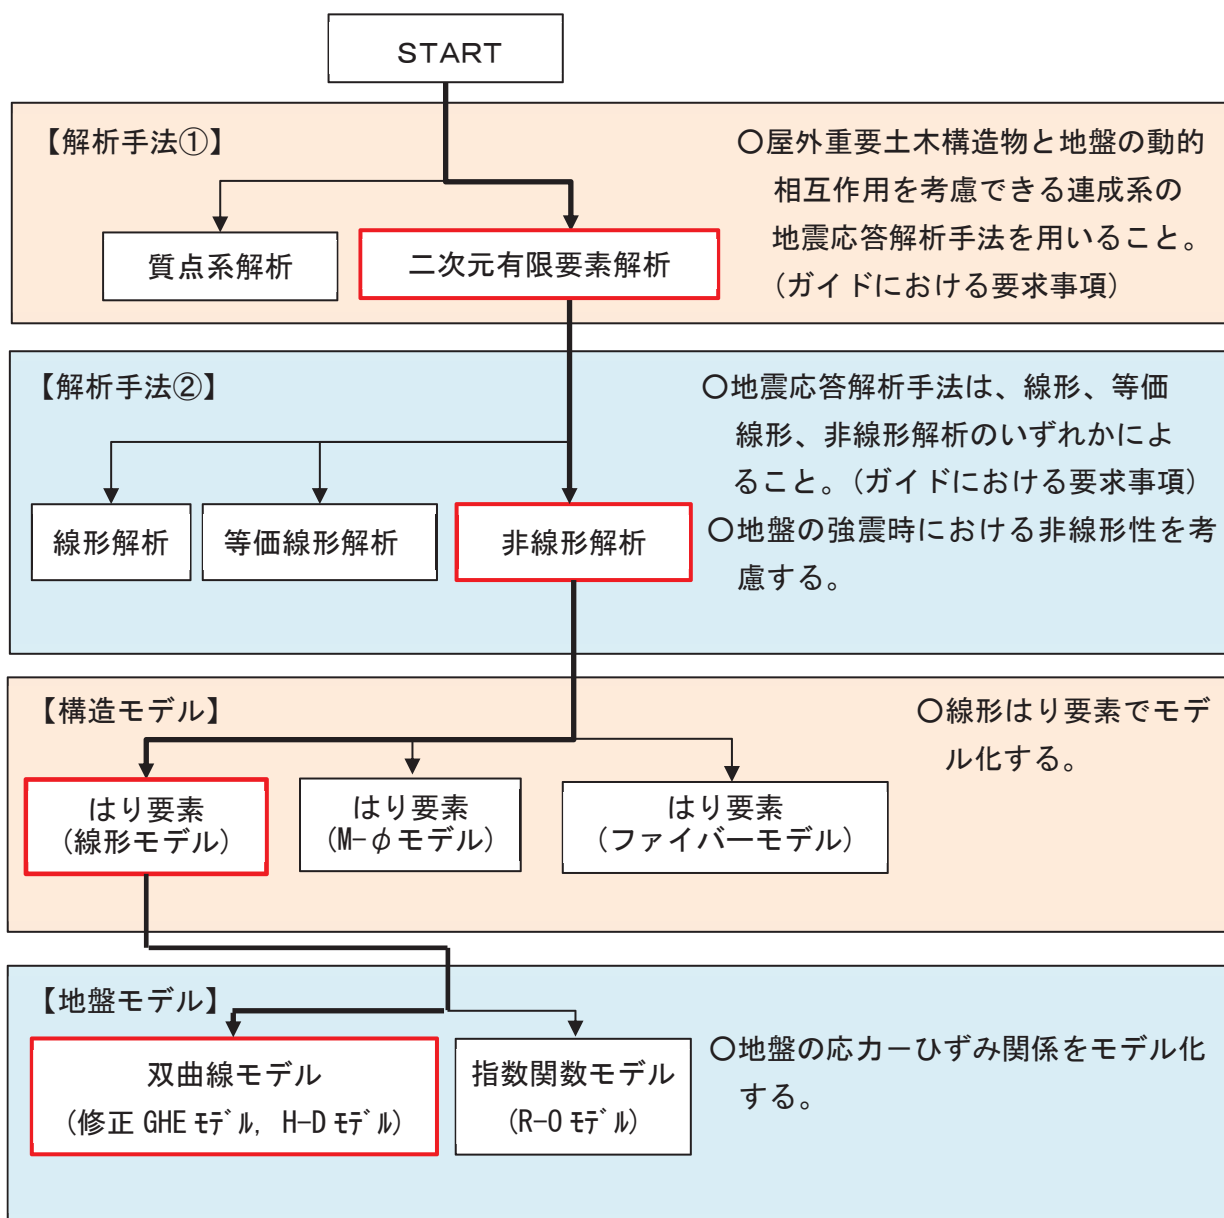 START
【解析手法①】
○屋外重要土木構造物と地盤の動的
相互作用を考慮できる連成系の
地震応答解析手法を用いること。
(ガイドにおける要求事項)
質点系解析
二次元有限要素解析
【解析手法②】
○地震応答解析手法は、線形、等価
線形、非線形解析のいずれかによ
ること。(ガイドにおける要求事項)
○地盤の強震時における非線形性を考
慮する。
線形解析
等価線形解析
非線形解析
【構造モデル】
○線形はり要素でモデ
ル化する。
はり要素
(線形モデル)
はり要素
(M-φモデル)
はり要素
(ファイバーモデル)
【地盤モデル】
○地盤の応力ーひずみ関係をモデル化
する。
双曲線モデル
(修正 GHE ﾓﾃﾞﾙ, H-D ﾓﾃﾞﾙ)
指数関数モデル
(R-O ﾓﾃﾞﾙ)